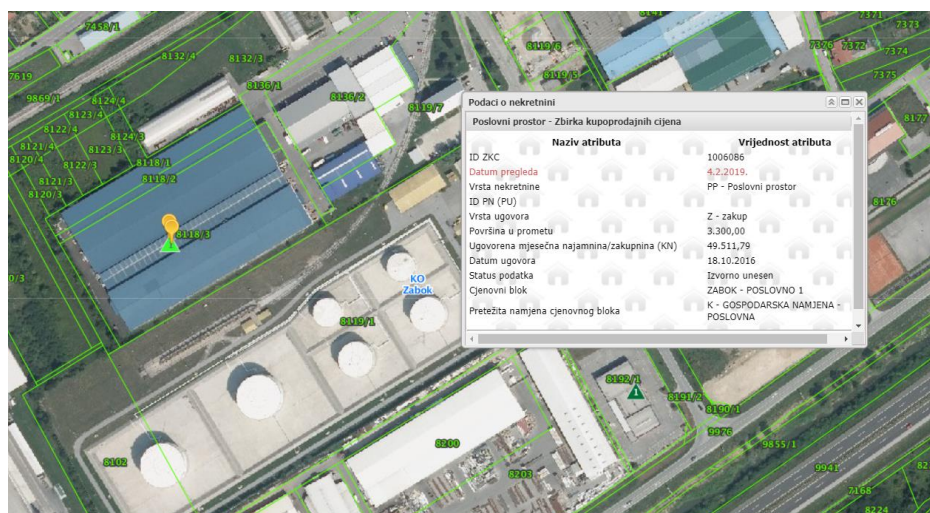 7458/1
8141
7371
7373
8132/4
8132/3
8119/6
7376
7372
7374
7619
8119/5
7375
8136/1
8136/2
9869/1
8124/4
8119/7
8123/4
8122/4
8124/3
8121/4
8123/3
8120/4
8122/3
8118/1
8118/2
8121/3
8120/3
8118/3
0/3
KO
Zabok
8119/1
8177
8176
Podaci o nekretnini
Poslovni prostor - Zbirka kupoprodajnih cijena
Naziv atributa Vrijednost atributa
ID ZKC 1006086
Datum pregleda 4.2.2019.
Vrsta nekretnine PP - Poslovni prostor
ID PN (PU)
Vrsta ugovora Z - zakup
Površina u prometu 3.300,00
Ugovorena mjesečna najamnina/zakupnina (KN) 49.511,79
Datum ugovora 18.10.2016
Status podatka Izvorno unesen
Cjenovni blok ZABOK - POSLOVNO 1
Pretežita namjena cjenovnog bloka K - GOSPODARSKA NAMJENA - POSLOVNA
8192/1
1
8191/2
8190/1
9926
9855/1
8102
8200
8203
9941
82
7168
8224